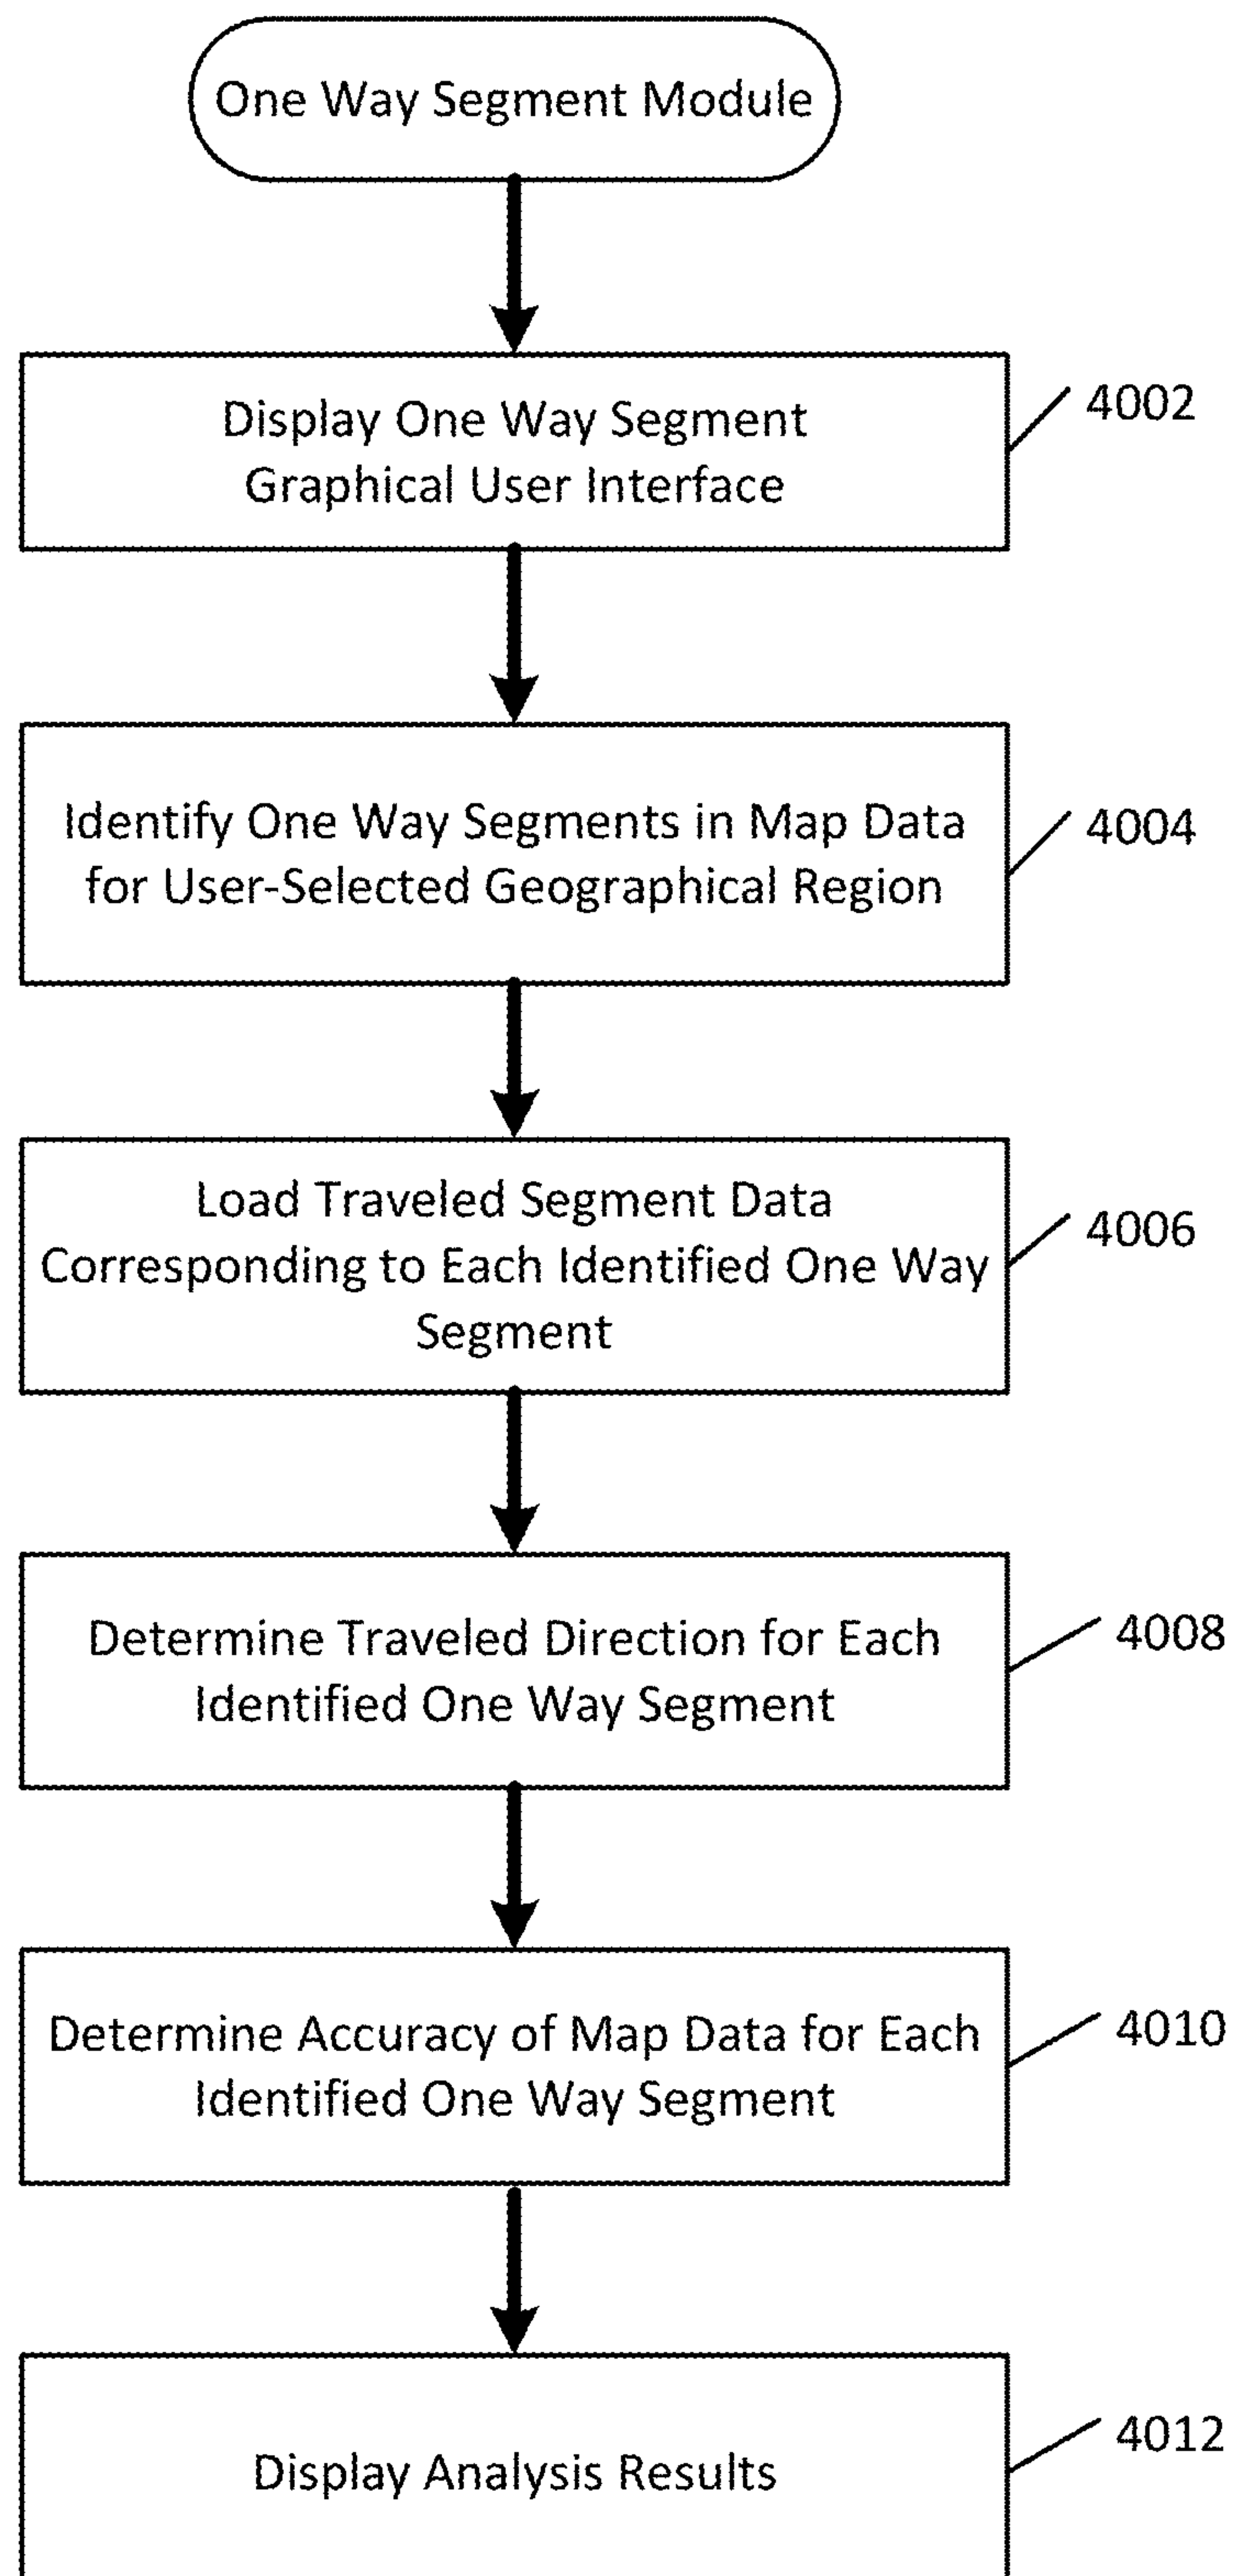 One Way Segment Module
Display One Way Segment
Graphical User Interface
4002
Identify One Way Segments in Map Data
for User-Selected Geographical Region
4004
Load Traveled Segment Data
Corresponding to Each Identified One Way
Segment
4006
Determine Traveled Direction for Each
Identified One Way Segment
4008
Determine Accuracy of Map Data for Each
Identified One Way Segment
4010
Display Analysis Results
4012